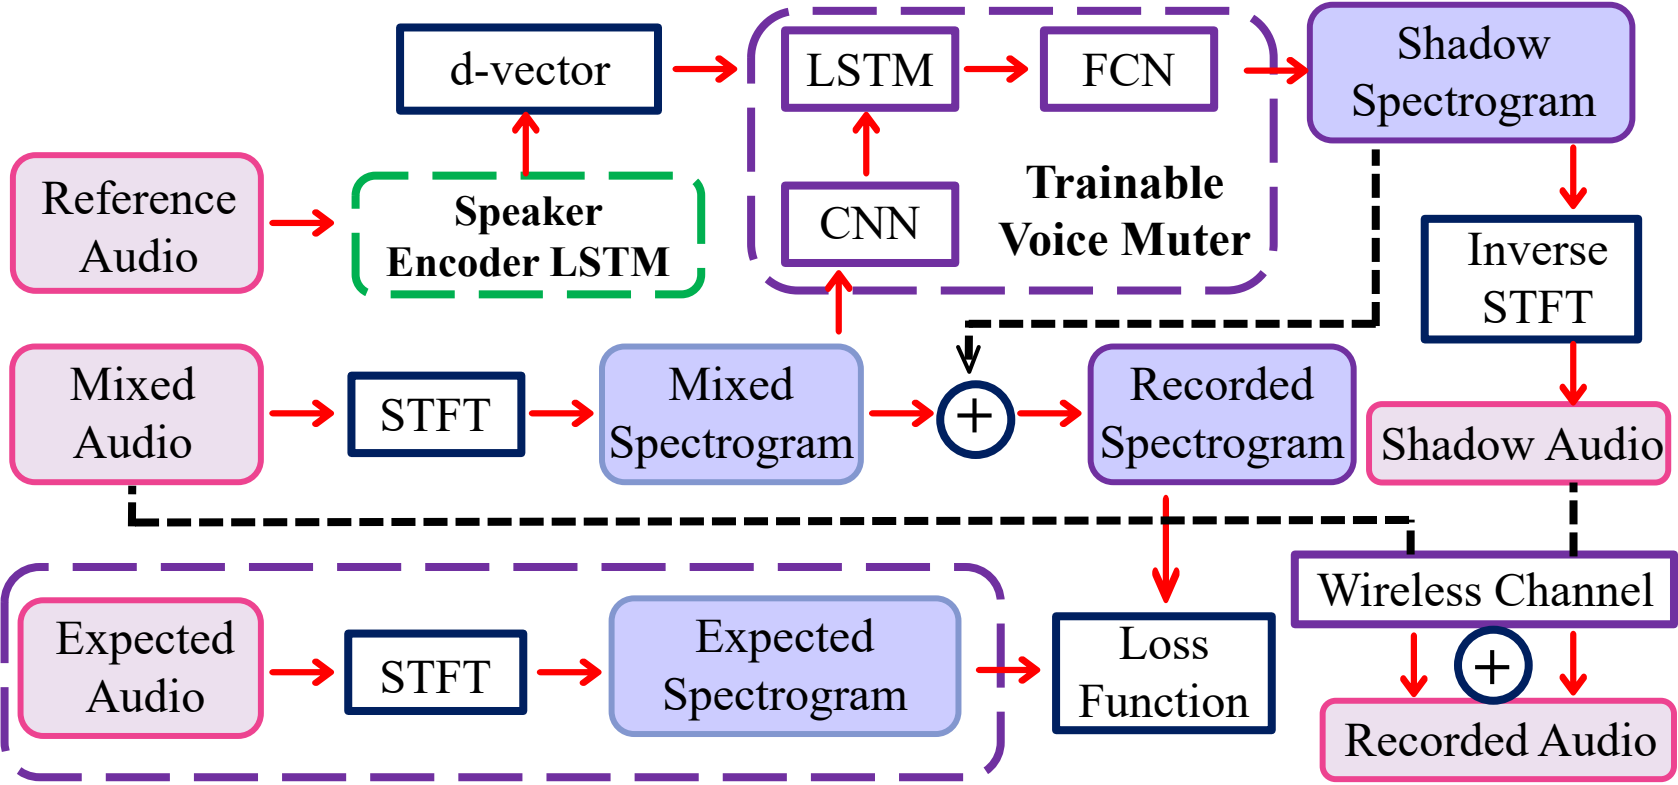 d-vector
LSTM
FCN
Shadow
Spectrogram
Reference
Audio
Speaker
Encoder LSTM
CNN
Trainable
Voice Muter
Inverse
STFT
Mixed
Audio
STFT
Mixed
Spectrogram
+
Recorded
Spectrogram
Shadow Audio
Expected
Audio
STFT
Expected
Spectrogram
Loss
Function
Wireless Channel
+
Recorded Audio